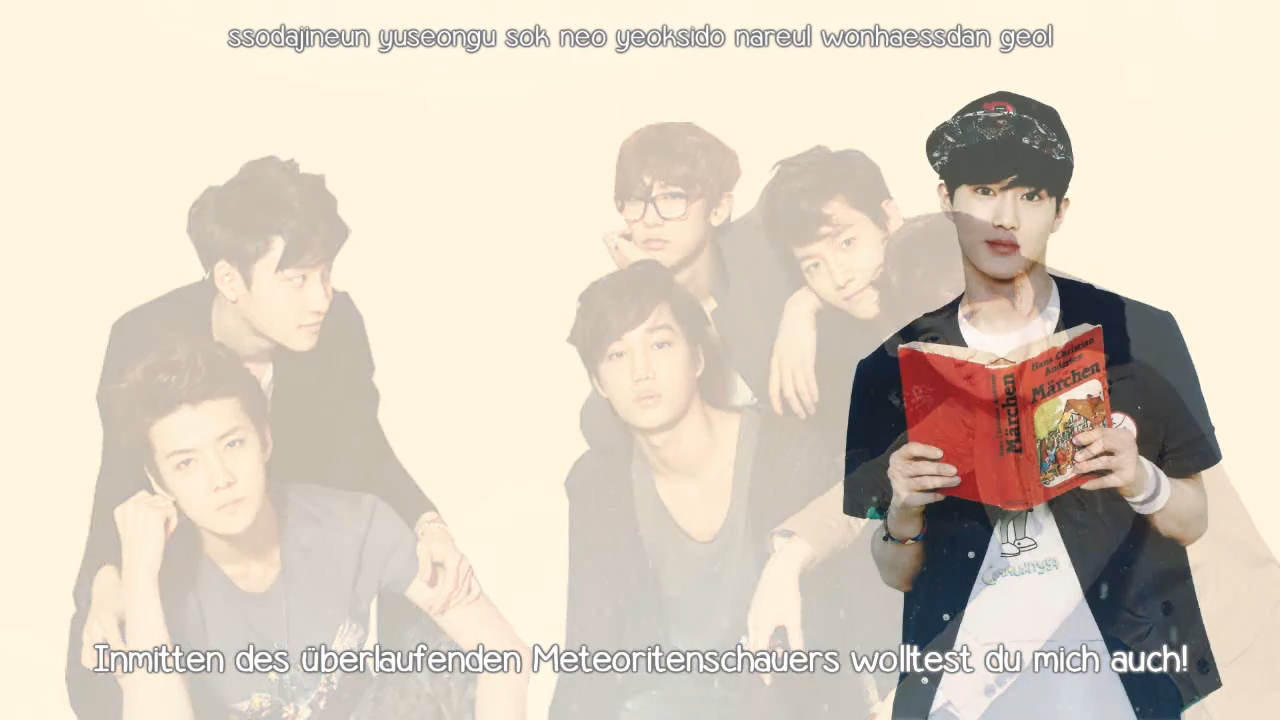 ssodajineun yuseongu sok neo yeoksido nareul wonhaessdan geol
Hans Christian
Andersen
Märchen
Märchen
Inmitten des überlaufenden Meteoritenschauers wolltest du mich auch!